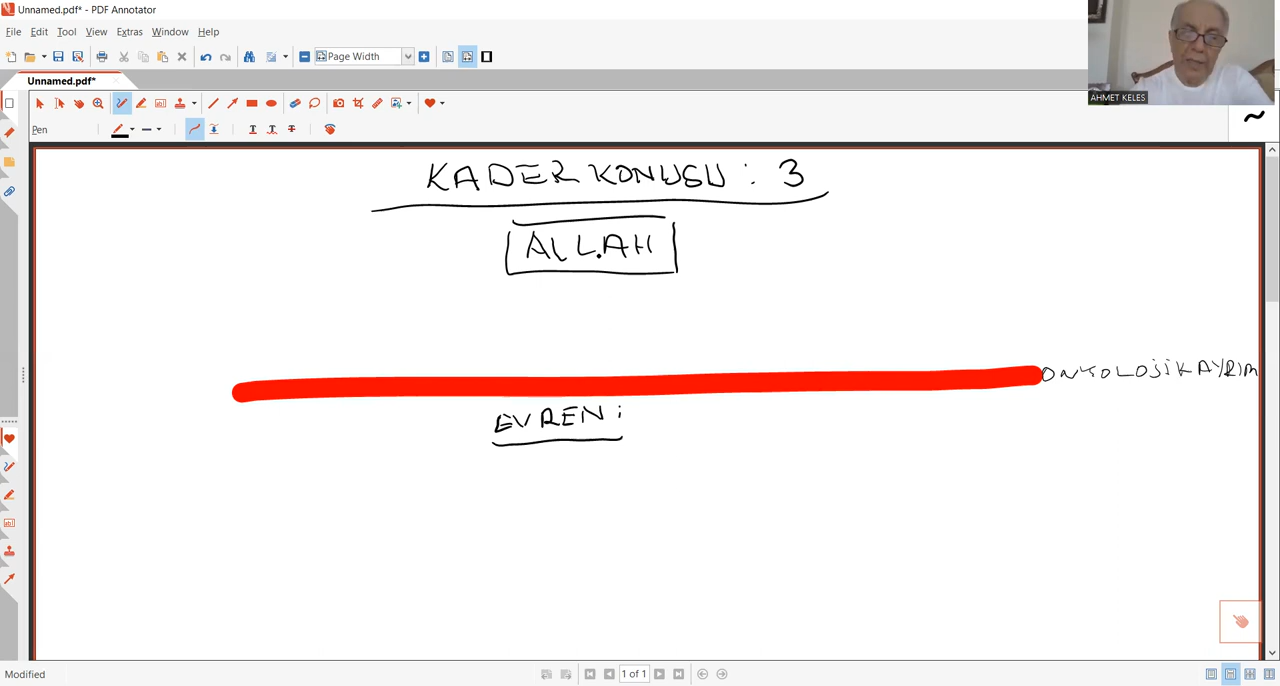 Unnamed.pdf* - PDF Annotator
File Edit Tool View Extras Window Help
Page Width
Unnamed.pdf*
Pen
AHMET KELES
KADER KONUSU : 3
ALLAH
ONTOLOJİK AYRIM
EVREN :
Modified
1 of 1